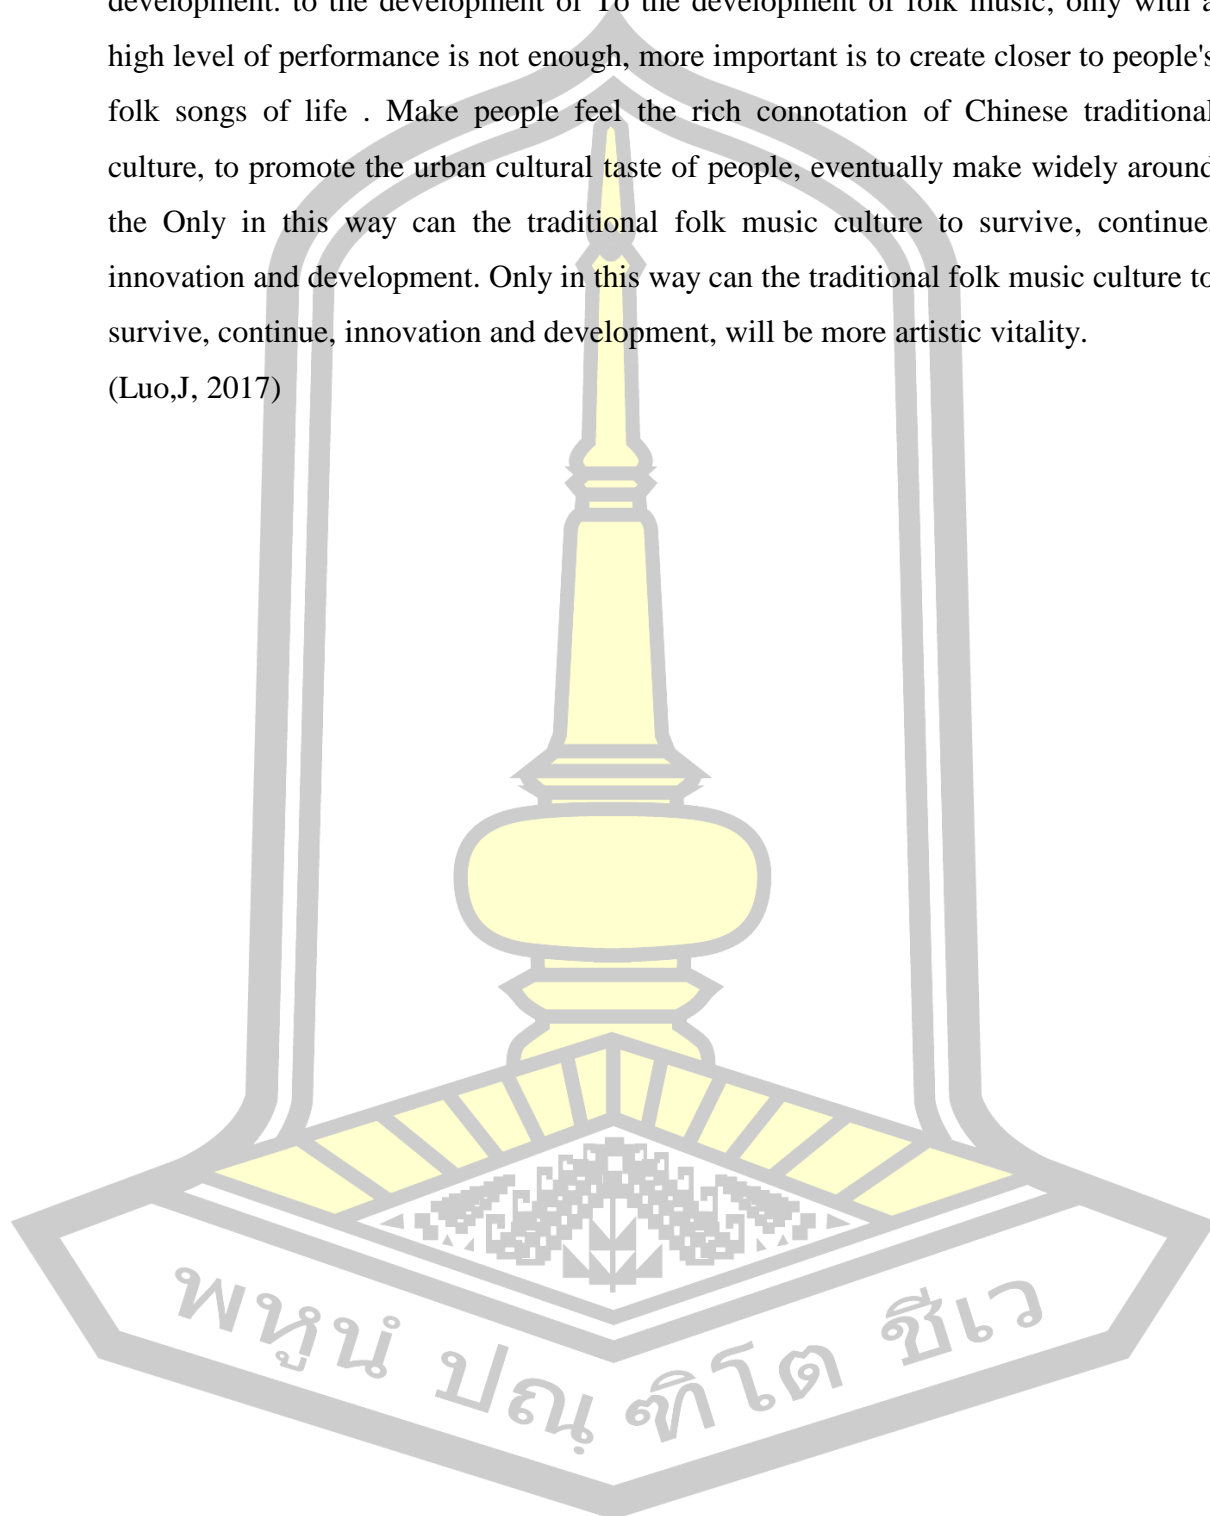 development. to the development of To the development of folk music, only with a
high level of performance is not enough, more important is to create closer to people's
folk songs of life . Make people feel the rich connotation of Chinese traditional
culture, to promote the urban cultural taste of people, eventually make widely around
the Only in this way can the traditional folk music culture to survive, continue,
innovation and development. Only in this way can the traditional folk music culture to
survive, continue, innovation and development, will be more artistic vitality.
(Luo,J, 2017)
พหูนํ ปณฺฑิโต ชีเว